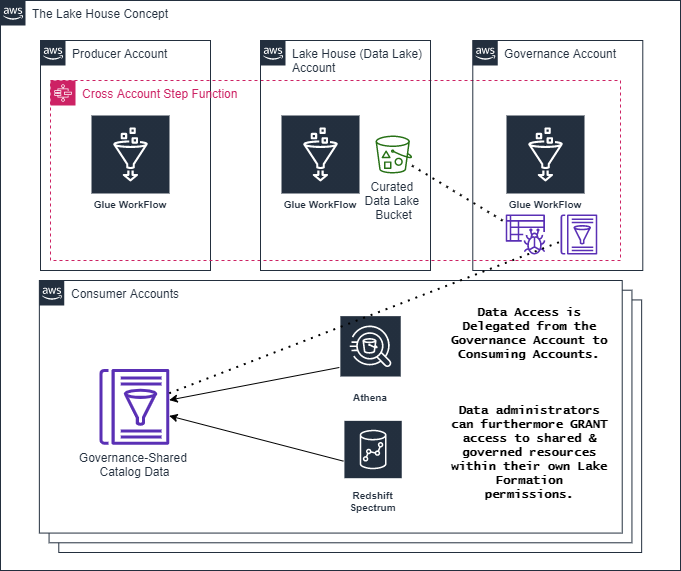 aws
The Lake House Concept
aws
Producer Account
aws
Lake House (Data Lake)
Account
aws
Governance Account
Cross Account Step Function
Glue WorkFlow
Glue WorkFlow
Curated
Data Lake
Bucket
Glue WorkFlow
aws
Consumer Accounts
Governance-Shared
Catalog Data
Athena
Redshift
Spectrum
Data Access is
Delegated from the
Governance Account to
Consuming Accounts.
Data administrators
can furthermore GRANT
access to shared &
governed resources
within their own Lake
Formation
permissions.